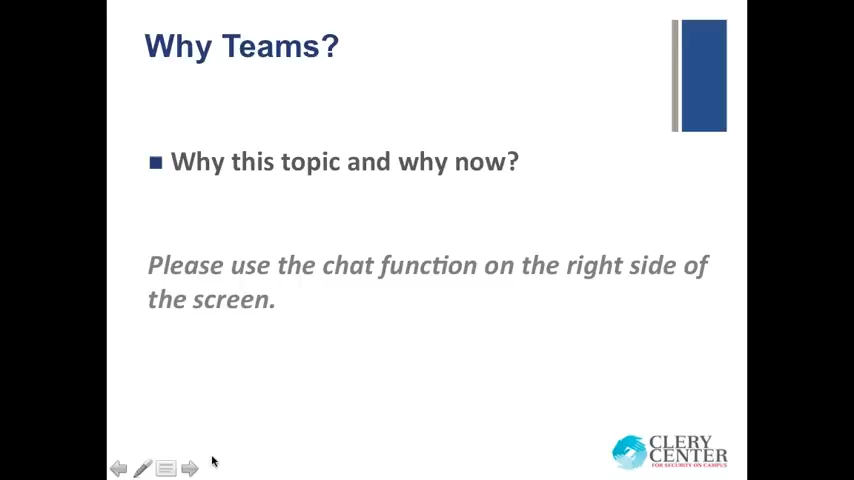 Why Teams?
Why this topic and why now?
Please use the chat function on the right side of
the screen.
CLERY
CENTER
FOR SECURITY ON CAMPUS